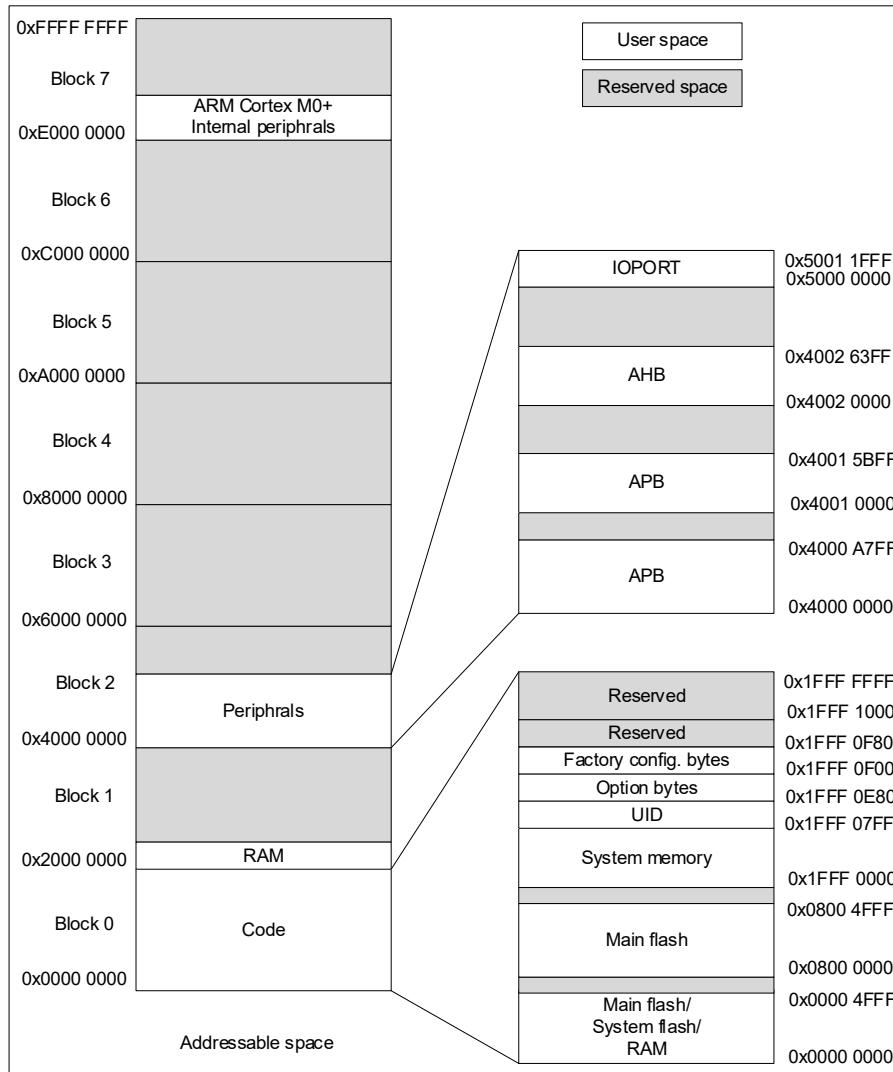 0xFFFF FFFF
Block 7
ARM Cortex M0+
Internal periphrals
0xE000 0000
Block 6
0xC000 0000
Block 5
0xA000 0000
Block 4
0x8000 0000
Block 3
0x6000 0000
Block 2
Periphrals
0x4000 0000
Block 1
0x2000 0000
RAM
Block 0
Code
0x0000 0000
Addressable space
User space
Reserved space
IOPORT
0x5001 1FFF
0x5000 0000
AHB
0x4002 63FF
0x4002 0000
APB
0x4001 5BFF
0x4001 0000
APB
0x4000 A7FF
0x4000 0000
Reserved
0x1FFF FFFF
0x1FFF 1000
Reserved
0x1FFF 0F80
Factory config. bytes
0x1FFF 0F00
Option bytes
0x1FFF 0E80
UID
0x1FFF 07FF
System memory
0x1FFF 0000
0x0800 4FFF
Main flash
0x0800 0000
0x0000 4FFF
Main flash/
System flash/
RAM
0x0000 0000